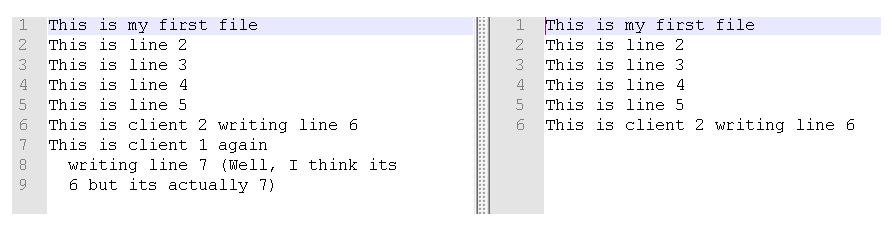 1 This is my first file
2 This is line 2
3 This is line 3
4 This is line 4
5 This is line 5
6 This is client 2 writing line 6
7 This is client 1 again
8 writing line 7 (Well, I think its
9 6 but its actually 7)
1 This is my first file
2 This is line 2
3 This is line 3
4 This is line 4
5 This is line 5
6 This is client 2 writing line 6